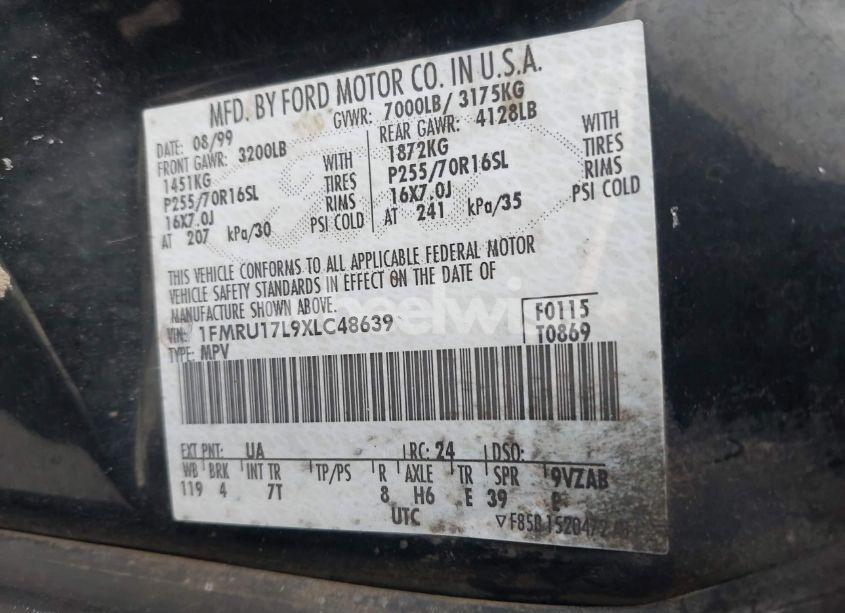 MFD. BY FORD MOTOR CO. IN U.S.A.
DATE: 08/99 GVWR: 7000LB/ 3175KG
FRONT GAWR: 3200LB REAR GAWR: 4128LB
1451KG WITH 1872KG WITH
P255/70R16SL TIRES P255/70R16SL TIRES
16X7.0J RIMS 16X7.0J RIMS
AT 207 kPa/30 PSI COLD AT 241 kPa/35 PSI COLD
THIS VEHICLE CONFORMS TO ALL APPLICABLE FEDERAL MOTOR
VEHICLE SAFETY STANDARDS IN EFFECT ON THE DATE OF
MANUFACTURE SHOWN ABOVE.
VIN: 1FMRU17L9XLC48639 F0115
TYPE: MPV T0869
EXT PNT: UA RC: 24 DSO:
WB BRK INT TR TP/PS R AXLE TR SPR 9VZAB
119 4 7T 8 H6 E 39
UTC